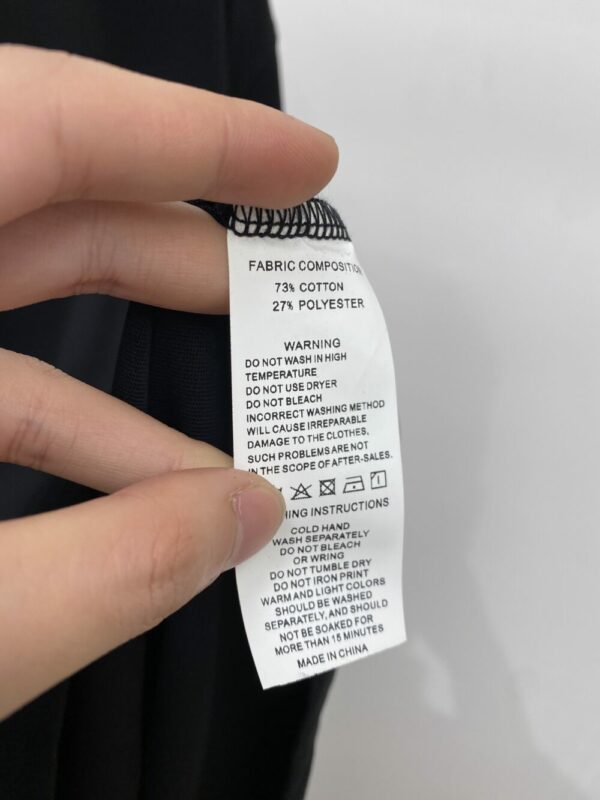 FABRIC COMPOSITION
73% COTTON
27% POLYESTER
WARNING
DO NOT WASH IN HIGH
TEMPERATURE
DO NOT USE DRYER
DO NOT BLEACH
INCORRECT WASHING METHOD
WILL CAUSE IRREPARABLE
DAMAGE TO THE CLOTHES.
SUCH PROBLEMS ARE NOT
IN THE SCOPE OF AFTER-SALES.
INSTRUCTIONS
COLD HAND
WASH SEPARATELY
DO NOT BLEACH
OR WRING
DO NOT TUMBLE DRY
DO NOT IRON PRINT
WARM AND LIGHT COLORS
SHOULD BE WASHED
SEPARATELY, AND SHOULD
NOT BE SOAKED FOR
MORE THAN 15 MINUTES
MADE IN CHINA